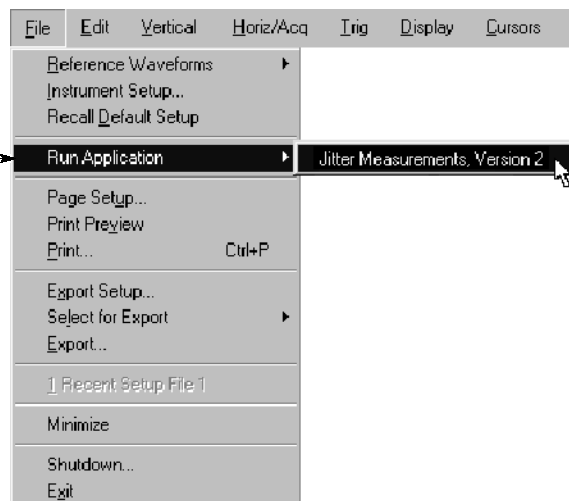 File Edit Vertical Horiz/Acq Trig Display Cursors
Reference Waveforms
Instrument Setup...
Recall Default Setup
Run Application Jitter Measurements, Version 2
Page Setup...
Print Preview
Print... Ctrl+P
Export Setup...
Select for Export
Export...
1 Recent Setup File 1
Minimize
Shutdown...
Exit